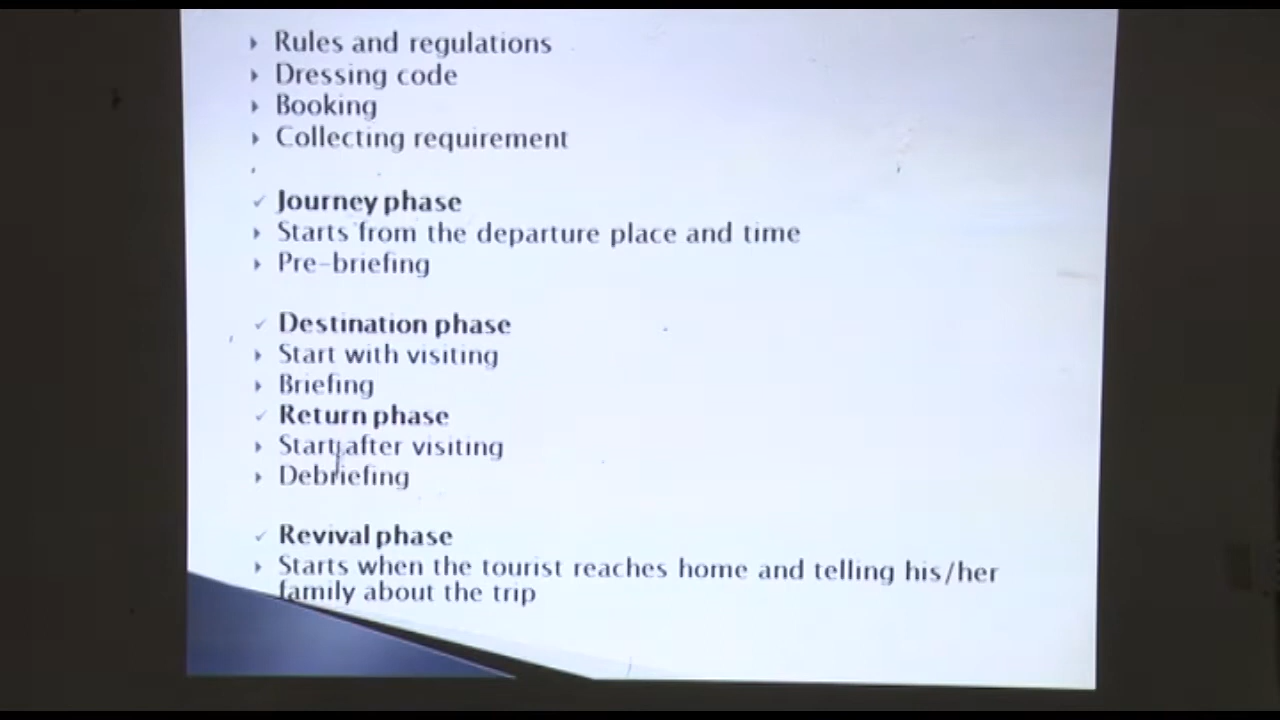 Rules and regulations
Dressing code
Booking
Collecting requirement
Journey phase
Starts from the departure place and time
Pre-briefing
Destination phase
Start with visiting
Briefing
Return phase
Start after visiting
Debriefing
Revival phase
Starts when the tourist reaches home and telling his/her
family about the trip